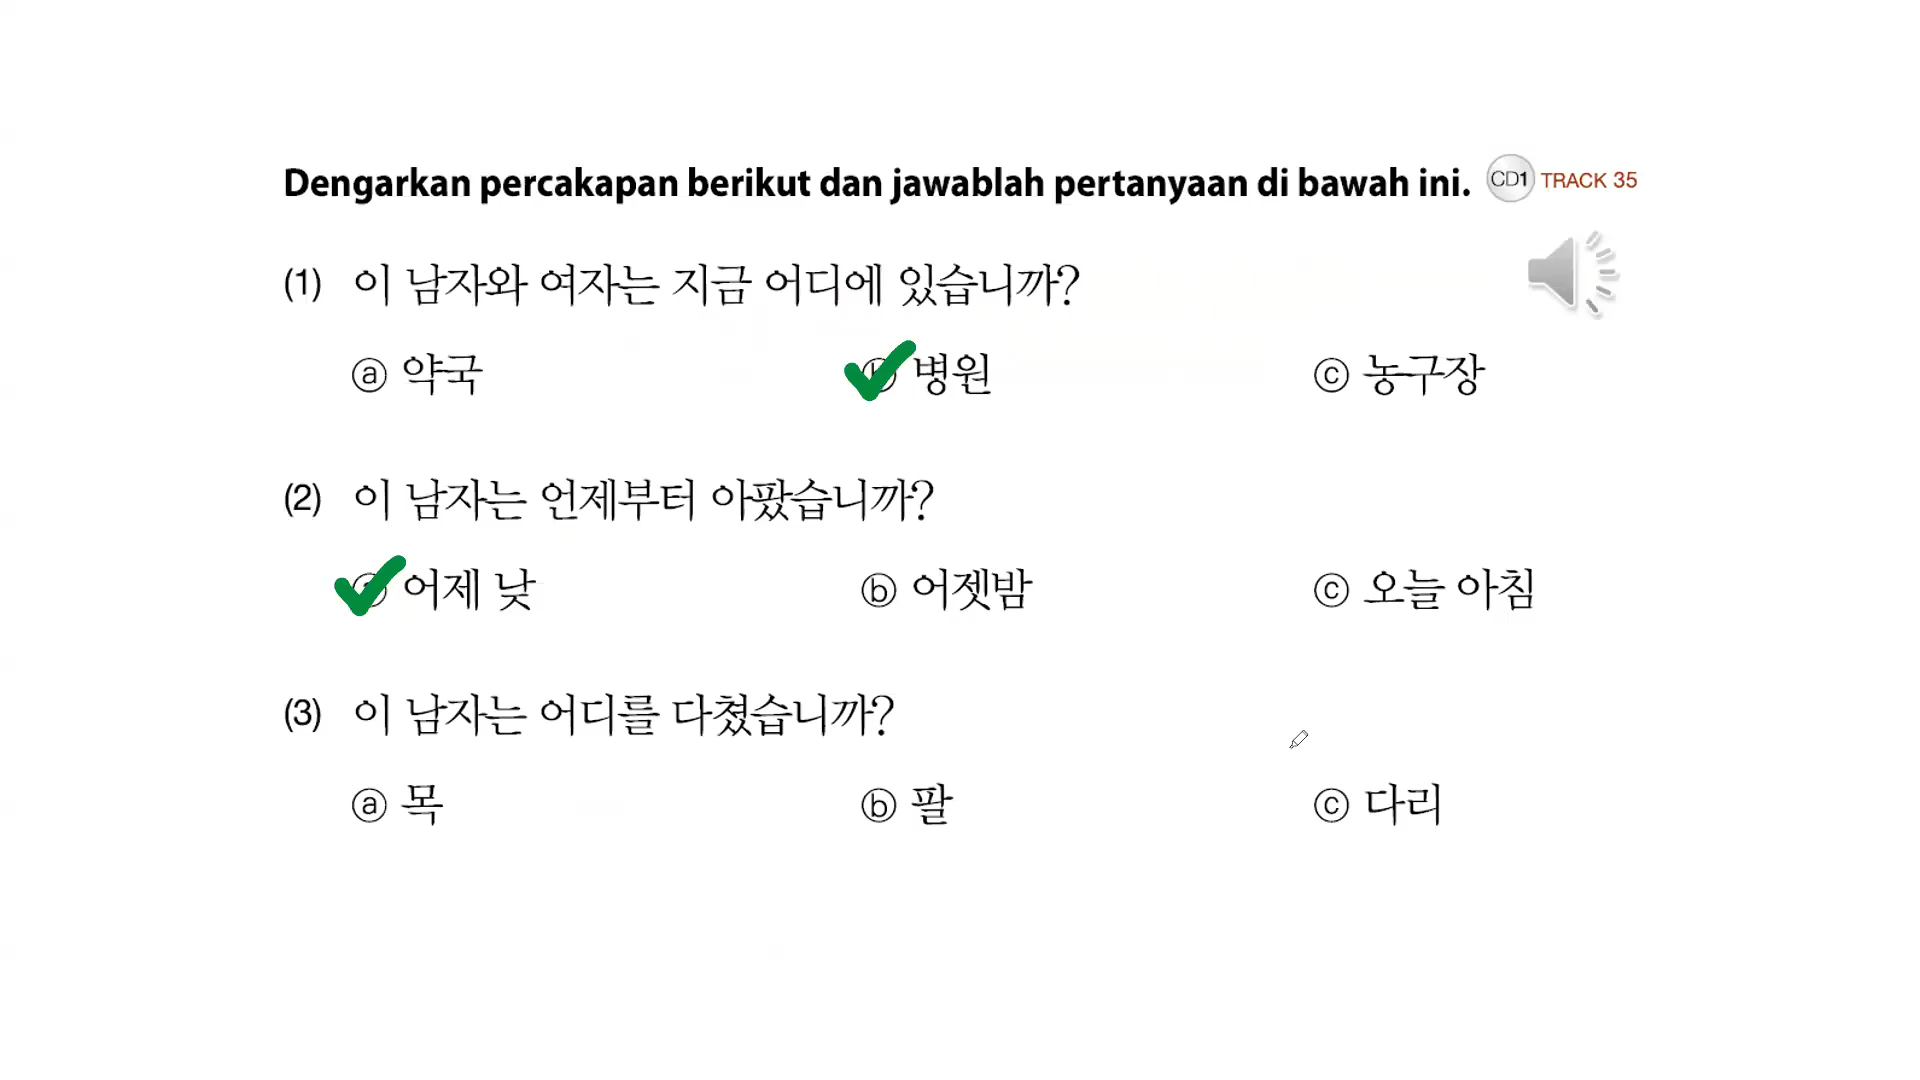 Dengarkan percakapan berikut dan jawablah pertanyaan di bawah ini. CD1 TRACK 35
(1) 이 남자와 여자는 지금 어디에 있습니까?
ⓐ 약국 ⓑ 병원 ⓒ 농구장
(2) 이 남자는 언제부터 아팠습니까?
ⓐ 어제 낮 ⓑ 어젯밤 ⓒ 오늘 아침
(3) 이 남자는 어디를 다쳤습니까?
ⓐ 목 ⓑ 팔 ⓒ 다리